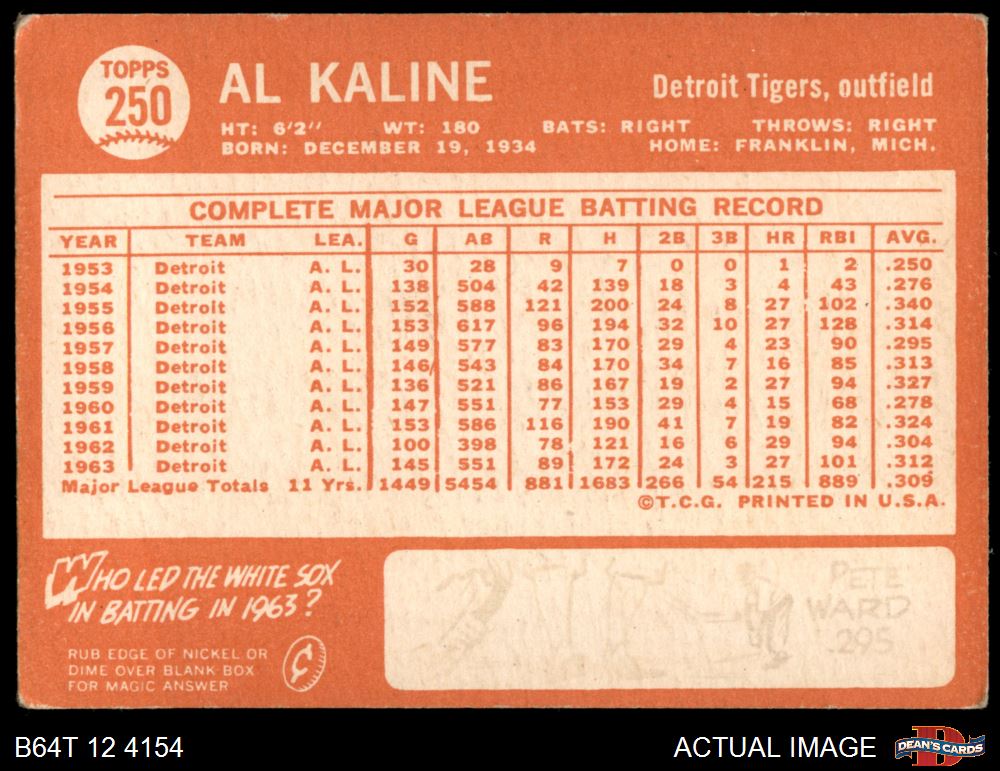 TOPPS
250
AL KALINE
Detroit Tigers, outfield
HT: 6'2" WT: 180 BATS: RIGHT THROWS: RIGHT
BORN: DECEMBER 19, 1934 HOME: FRANKLIN, MICH.
COMPLETE MAJOR LEAGUE BATTING RECORD
YEAR TEAM LEA. G AB R H 2B 3B HR RBI AVG.
1953 Detroit A. L. 30 28 9 7 0 0 1 2 .250
1954 Detroit A. L. 138 504 42 139 18 3 4 43 .276
1955 Detroit A. L. 152 588 121 200 24 8 27 102 .340
1956 Detroit A. L. 153 617 96 194 32 10 27 128 .314
1957 Detroit A. L. 149 577 83 170 29 4 23 90 .295
1958 Detroit A. L. 146 543 84 170 34 7 16 85 .313
1959 Detroit A. L. 136 521 86 167 19 2 27 94 .327
1960 Detroit A. L. 147 551 77 153 29 4 15 68 .278
1961 Detroit A. L. 153 586 116 190 41 7 19 82 .324
1962 Detroit A. L. 100 398 78 121 16 6 29 94 .304
1963 Detroit A. L. 145 551 89 172 24 3 27 101 .312
Major League Totals 11 Yrs. 1449 5454 881 1683 266 54 215 889 .309
©T.C.G. PRINTED IN U.S.A.
WHO LED THE WHITE SOX
IN BATTING IN 1963?
RUB EDGE OF NICKEL OR
DIME OVER BLANK BOX
FOR MAGIC ANSWER
¢
PETE
WARD
.295
B64T 12 4154
ACTUAL IMAGE
DEAN'S CARDS